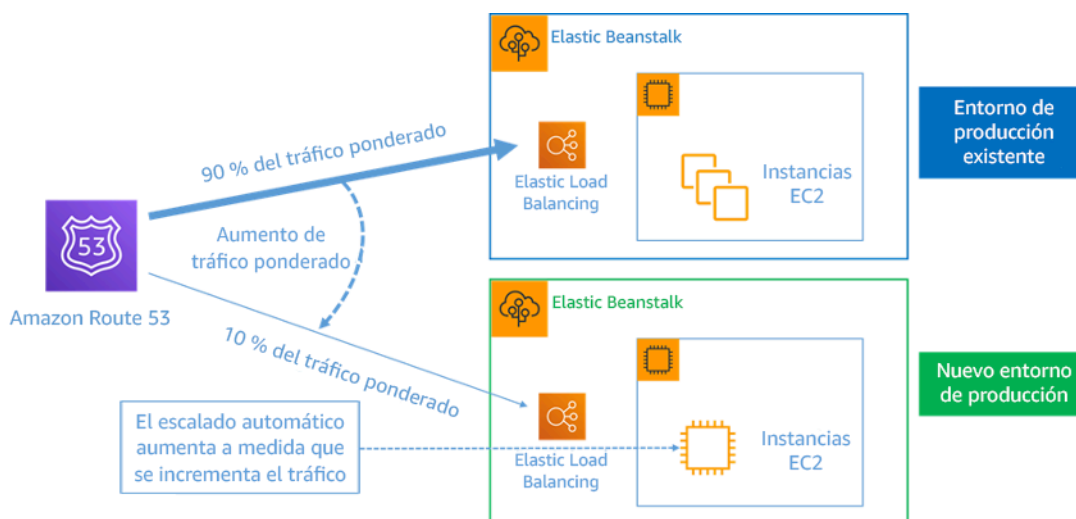 Elastic Beanstalk
Entorno de
producción
existente
90 % del tráfico ponderado
Elastic Load
Balancing
Instancias
EC2
53
Amazon Route 53
Aumento de
tráfico ponderado
10 % del tráfico ponderado
Elastic Beanstalk
Nuevo entorno
de producción
El escalado automático
aumenta a medida que
se incrementa el tráfico
Elastic Load
Balancing
Instancias
EC2